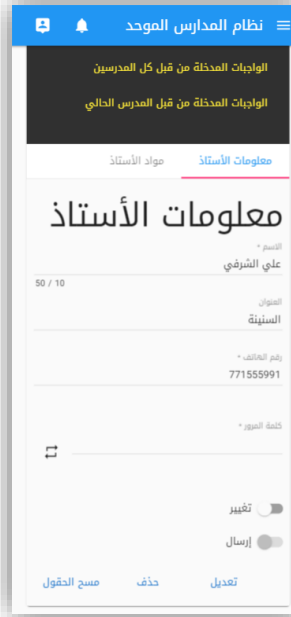 نظام المدارس الموحد
الواجبات المدخلة من قبل كل المدرسين
الواجبات المدخلة من قبل المدرس الحالي
معلومات الأستاذ
مواد الأستاذ
معلومات الأستاذ
الاسم *
علي الشرفي
50 / 10
العنوان
السنينة
رقم الهاتف *
771555991
كلمة المرور *
تغيير
إرسال
تعديل
حذف
مسح الحقول